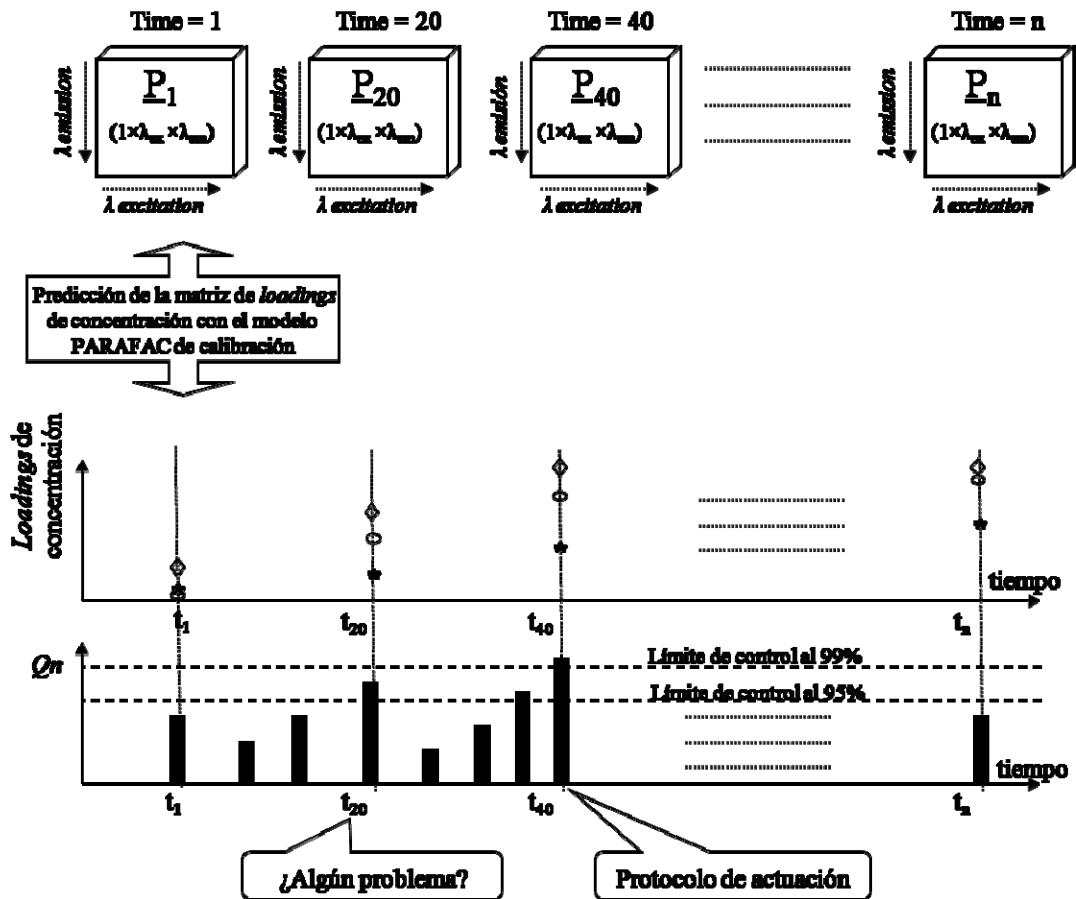 Time = 1
Time = 20
Time = 40
Time = n
λ emission
P1
(1×λex ×λem)
λ excitation
λ emission
P20
(1×λex ×λem)
λ excitation
λ emisión
P40
(1×λex ×λem)
λ excitation
λ emission
Pn
(1×λex ×λem)
λ excitation
Predicción de la matriz de loadings
de concentración con el modelo
PARAFAC de calibración
Loadings de
concentración
tiempo
t1
t20
t40
tn
Qn
Límite de control al 99%
Límite de control al 95%
tiempo
t1
t20
t40
tn
¿Algún problema?
Protocolo de actuación